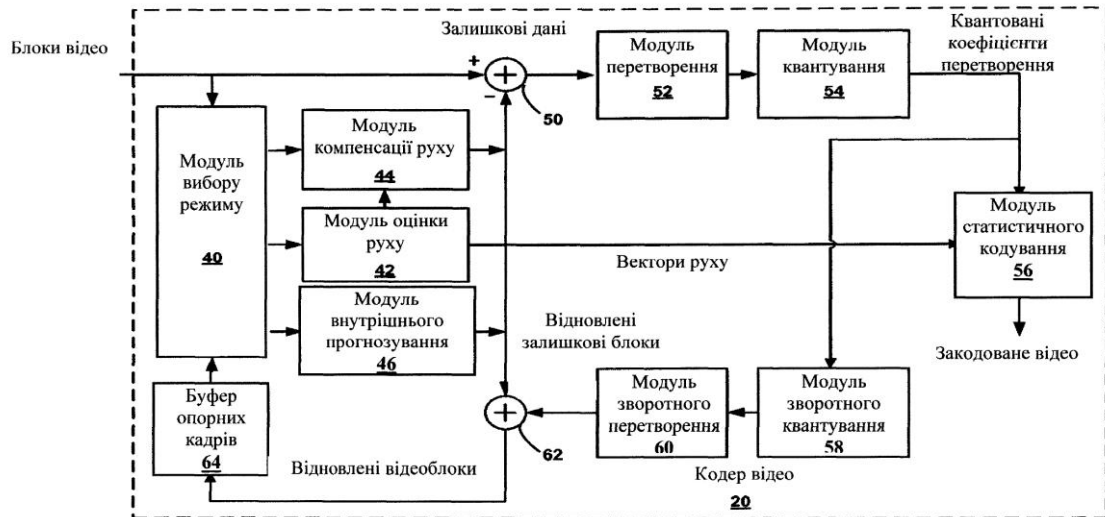 Блоки відео
Залишкові дані
Квантовані
коефіцієнти
перетворення
+
−
50
Модуль
перетворення
52
Модуль
квантування
54
Модуль
вибору
режиму
40
Модуль
компенсації руху
44
Модуль оцінки
руху
42
Модуль
внутрішнього
прогнозування
46
Вектори руху
Модуль
статистичного
кодування
56
Закодоване відео
Відновлені
залишкові блоки
Буфер
опорних
кадрів
64
Відновлені відеоблоки
62
Модуль
зворотного
перетворення
60
Модуль
зворотного
квантування
58
Кодер відео
20